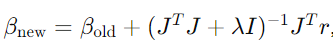 β_new = β_old + (J^T J + λI)^{−1} J^T r,